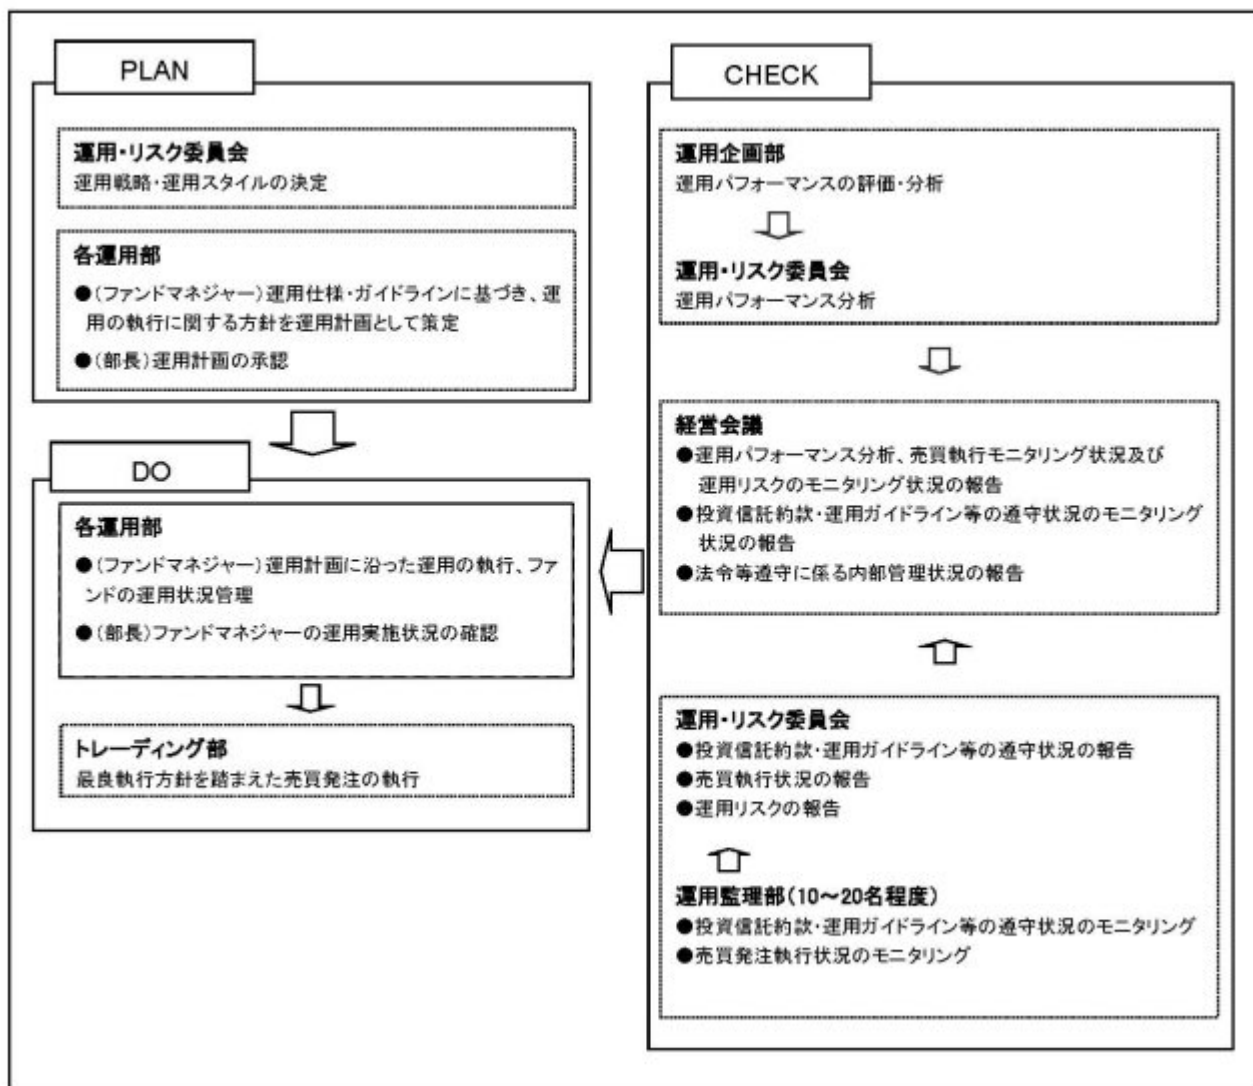 PLAN
運用・リスク委員会
運用戦略・運用スタイルの決定
各運用部
●(ファンドマネジャー)運用仕様・ガイドラインに基づき、運
用の執行に関する方針を運用計画として策定
●(部長)運用計画の承認
DO
各運用部
●(ファンドマネジャー)運用計画に沿った運用の執行、ファ
ンドの運用状況管理
●(部長)ファンドマネジャーの運用実施状況の確認
トレーディング部
最良執行方針を踏まえた売買発注の執行
CHECK
運用企画部
運用パフォーマンスの評価・分析
運用・リスク委員会
運用パフォーマンス分析
経営会議
●運用パフォーマンス分析、売買執行モニタリング状況及び
運用リスクのモニタリング状況の報告
●投資信託約款・運用ガイドライン等の遵守状況のモニタリング
状況の報告
●法令等遵守に係る内部管理状況の報告
運用・リスク委員会
●投資信託約款・運用ガイドライン等の遵守状況の報告
●売買執行状況の報告
●運用リスクの報告
運用監理部(10～20名程度)
●投資信託約款・運用ガイドライン等の遵守状況のモニタリング
●売買発注執行状況のモニタリング